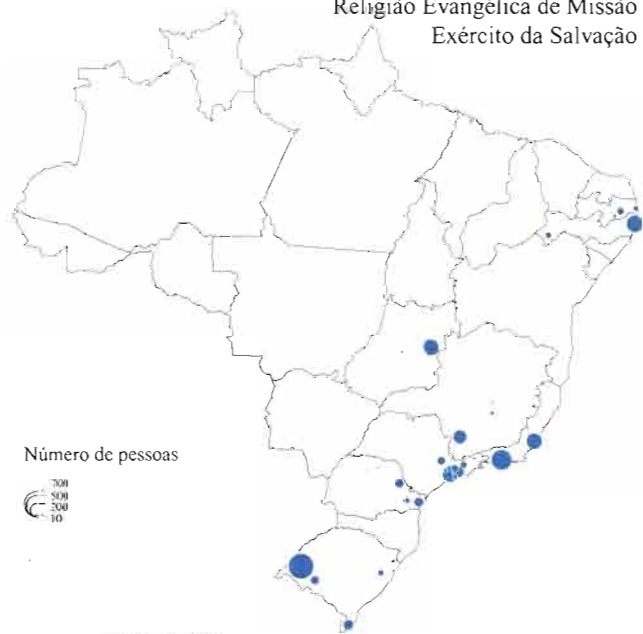 Religião Evangélica de Missão
Exército da Salvação
Número de pessoas
700
500
200
10